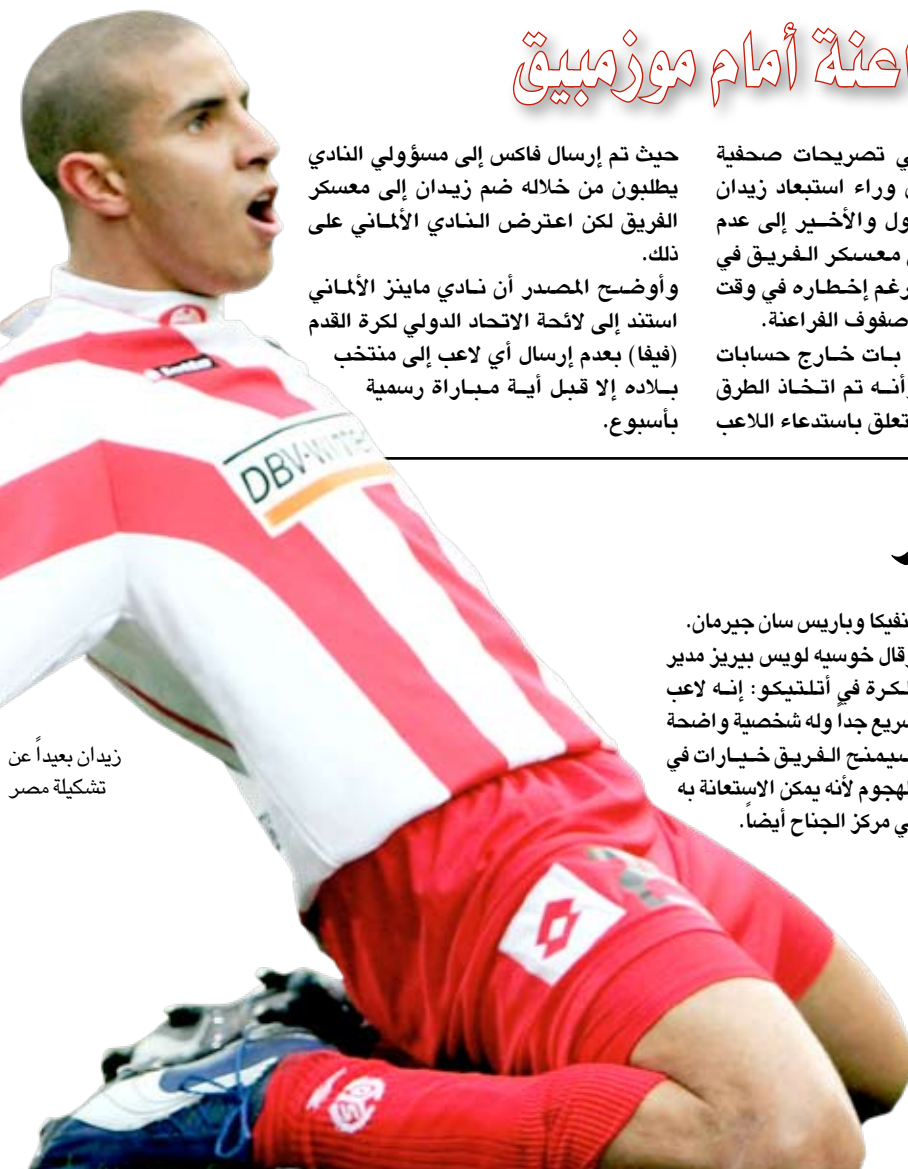 اعنة أمام موزمبيق
ي تصريحات صحفية
وراء استبعاد زيدان
ول والأخير إلى عدم
معسكر الفريق في
رغم إخطاره في وقت
صفوف الفراعنة.
بات خارج حسابات
أنه تم اتخاذ الطرق
تعلق باستدعاء اللاعب
حيث تم إرسال فاكس إلى مسؤولي النادي
يطلبون من خلاله ضم زيدان إلى معسكر
الفريق لكن اعترض النادي الألماني على
ذلك.
وأوضح المصدر أن نادي ماينز الألماني
استند إلى لائحة الاتحاد الدولي لكرة القدم
(فيفا) بعدم إرسال أي لاعب إلى منتخب
بلاده إلا قبل أية مباراة رسمية
بأسبوع.
نفيكا وباريس سان جيرمان.
وقال خوسيه لويس بيريز مدير
لكرة في أتلتيكو: إنه لاعب
سريع جداً وله شخصية واضحة
سيمنح الفريق خيارات في
لهجوم لأنه يمكن الاستعانة به
ي مركز الجناح أيضاً.
زيدان بعيداً عن
تشكيلة مصر
DBV